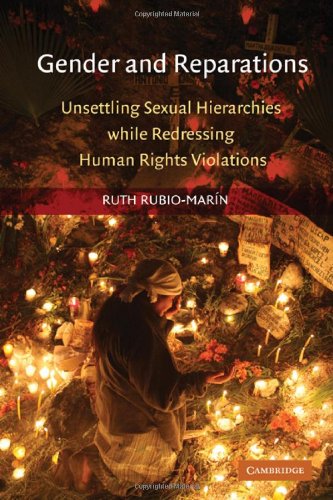 Gender and Reparations
Unsettling Sexual Hierarchies
while Redressing
Human Rights Violations
RUTH RUBIO-MARÍN
CAMBRIDGE